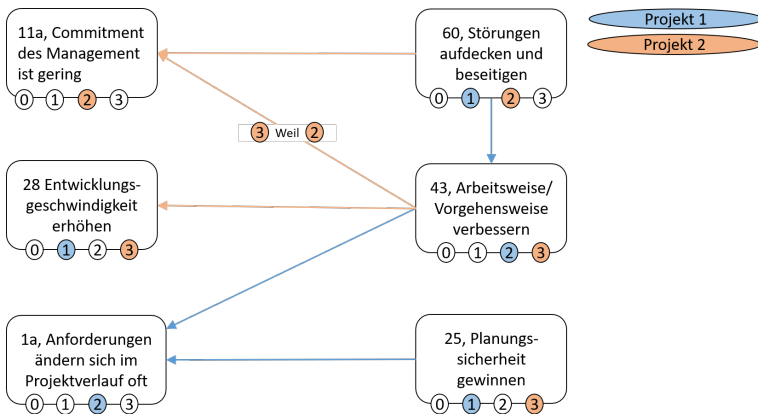 11a, Commitment
des Management
ist gering
0 1 2 3
60, Störungen
aufdecken und
beseitigen
0 1 2 3
Projekt 1
Projekt 2
3 Weil 2
28 Entwicklungs-
geschwindigkeit
erhöhen
0 1 2 3
43, Arbeitsweise/
Vorgehensweise
verbessern
0 1 2 3
1a, Anforderungen
ändern sich im
Projektverlauf oft
0 1 2 3
25, Planungs-
sicherheit
gewinnen
0 1 2 3